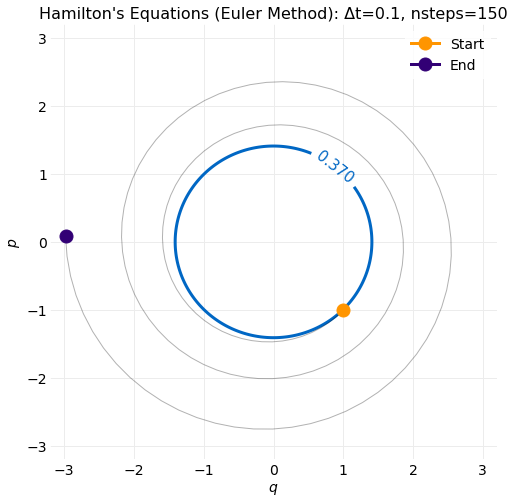 Hamilton's Equations (Euler Method): Δt=0.1, nsteps=150
Start
End
0.370
3
2
1
0
−1
−2
−3
p
−3 −2 −1 0 1 2 3
q